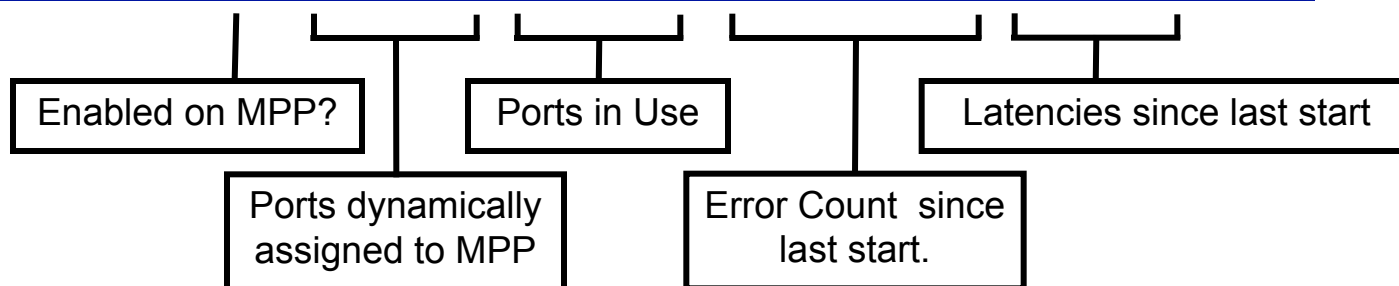 Enabled on MPP?
Ports in Use
Latencies since last start
Ports dynamically
assigned to MPP
Error Count  since
last start.